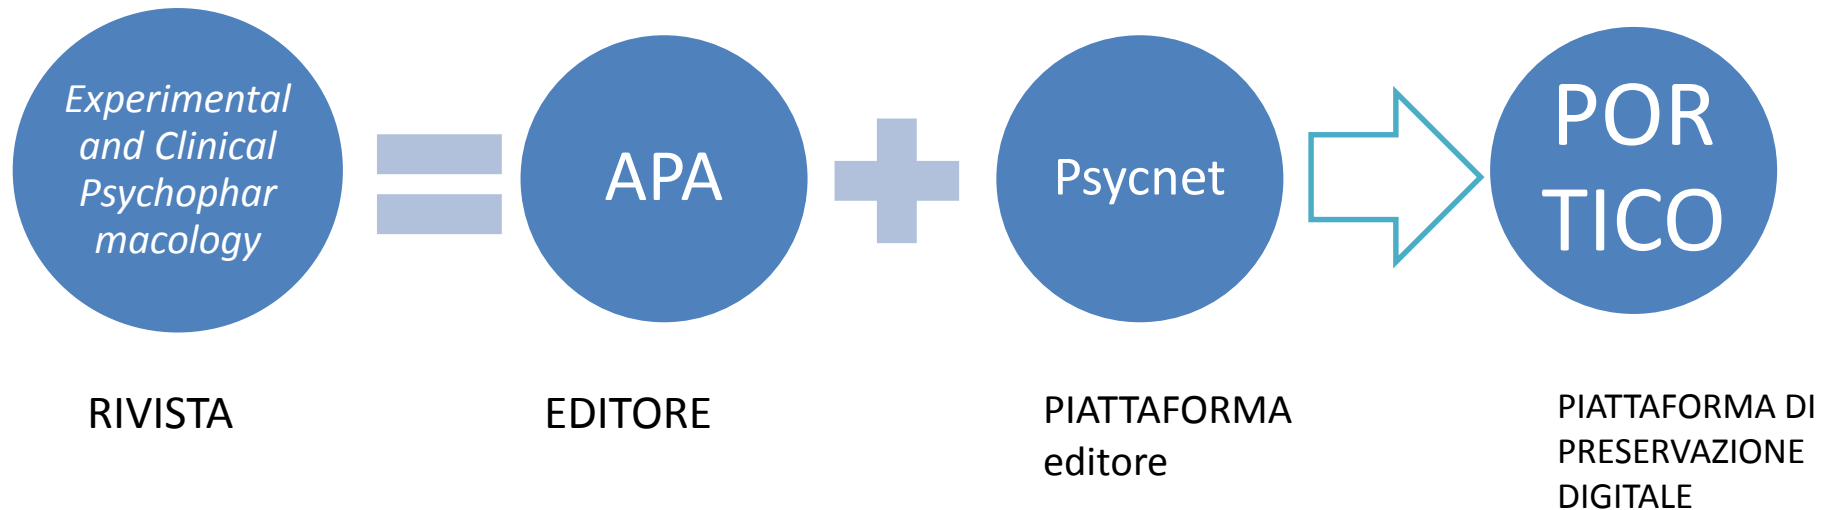 Experimental
and Clinical
Psychophar
macology
APA
Psycnet
POR
TICO
RIVISTA
EDITORE
PIATTAFORMA
editore
PIATTAFORMA DI
PRESERVAZIONE
DIGITALE